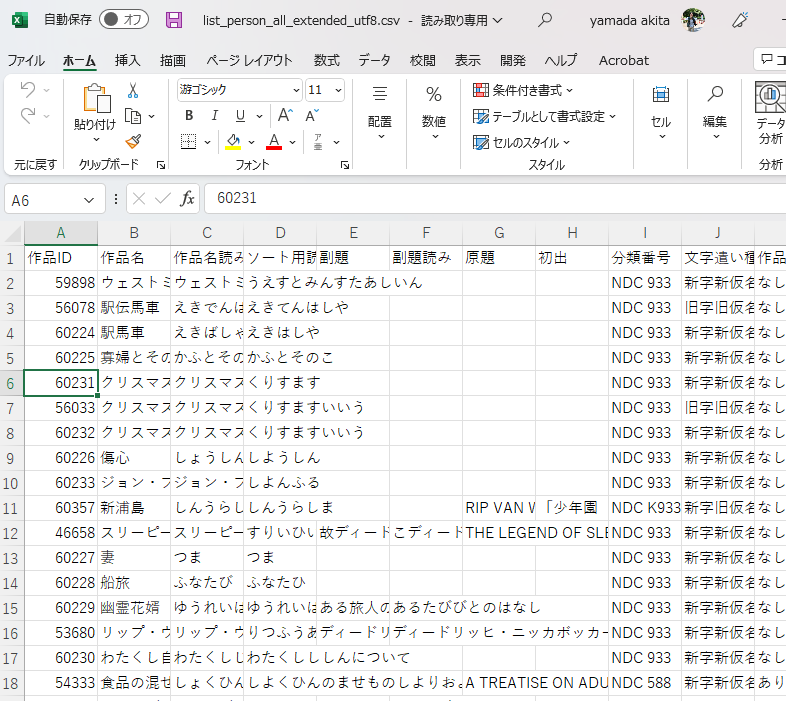 自動保存 オフ list_person_all_extended_utf8.csv - 読み取り専用 yamada akita
ファイル ホーム 挿入 描画 ページ レイアウト 数式 データ 校閲 表示 開発 ヘルプ Acrobat コ
貼り付け 游ゴシック 11 配置 % 数値 条件付き書式 セル 編集 データ
B I U A A テーブルとして書式設定 分析
A ア 亜 セルのスタイル
元に戻す クリップボード フォント スタイル 分析
A6 fx 60231
A B C D E F G H I J
1 作品ID 作品名 作品名読み ソート用読 副題 副題読み 原題 初出 分類番号 文字遣い種 作品
2 59898 ウェストミ ウェストミ うえすとみんすたあしいん NDC 933 新字新仮名 なし
3 56078 駅伝馬車 えきでんは えきてんはしや NDC 933 旧字旧仮名 なし
4 60224 駅馬車 えきばしゃ えきはしや NDC 933 新字新仮名 なし
5 60225 寡婦とその かふとその かふとそのこ NDC 933 新字新仮名 なし
6 60231 クリスマス クリスマス くりすます NDC 933 新字新仮名 なし
7 56033 クリスマス クリスマス くりすますいいう NDC 933 旧字旧仮名 なし
8 60232 クリスマス クリスマス くりすますいいう NDC 933 新字新仮名 なし
9 60226 傷心 しょうしん しようしん NDC 933 新字新仮名 なし
10 60233 ジョン・ブ ジョン・ブ しよんふる NDC 933 新字新仮名 なし
11 60357 新浦島 しんうらし しんうらしま RIP VAN W 「少年園 NDC K933 新字旧仮名 なし
12 46658 スリーピー スリーピー すりいひい 故ディード こディード THE LEGEND OF SLE NDC 933 新字新仮名 なし
13 60227 妻 つま つま NDC 933 新字新仮名 なし
14 60228 船旅 ふなたび ふなたひ NDC 933 新字新仮名 なし
15 60229 幽霊花婿 ゆうれいは ゆうれいは ある旅人の あるたびびとのはなし NDC 933 新字新仮名 なし
16 53680 リップ・ウ リップ・ウ りつふうあ ディードリ ディードリッヒ・ニッカボッカー NDC 933 新字新仮名 なし
17 60230 わたくし自 わたくしじ わたくしししんについて NDC 933 新字新仮名 なし
18 54333 食品の混ぜ しょくひん しよくひんのませものしよりおよ A TREATISE ON ADU NDC 588 新字新仮名 あり